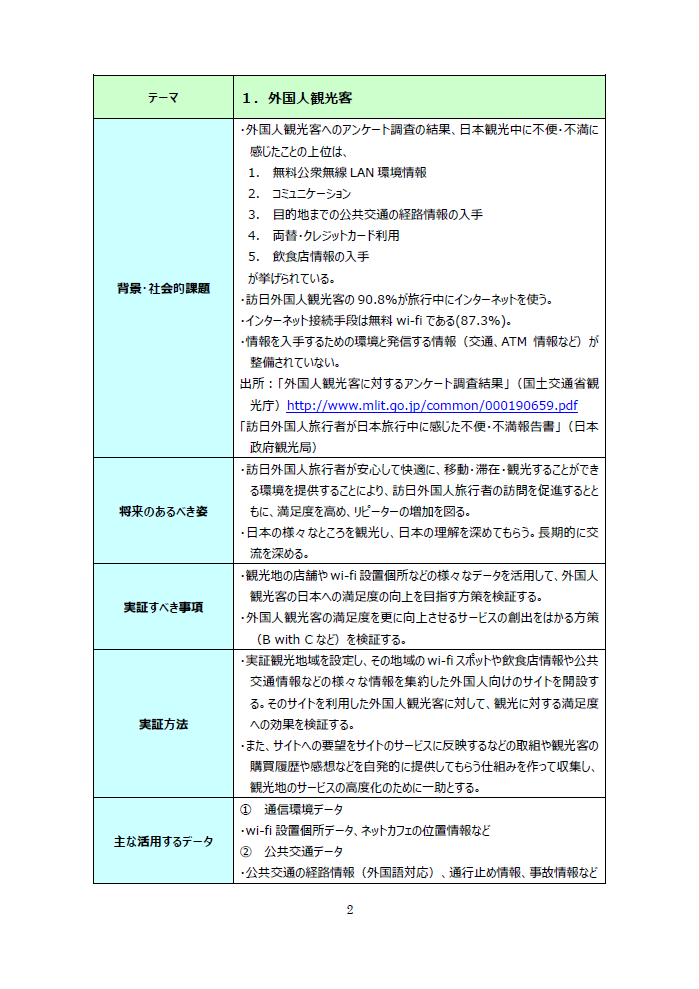 テーマ
１．外国人観光客
背景・社会的課題
・外国人観光客へのアンケート調査の結果、日本観光中に不便・不満に
感じたことの上位は、
1. 無料公衆無線 LAN 環境情報
2. コミュニケーション
3. 目的地までの公共交通の経路情報の入手
4. 両替・クレジットカード利用
5. 飲食店情報の入手
が挙げられている。
・訪日外国人観光客の 90.8%が旅行中にインターネットを使う。
・インターネット接続手段は無料 wi-fi である(87.3%)。
・情報を入手するための環境と発信する情報（交通、ATM 情報など）が
整備されていない。
出所：「外国人観光客に対するアンケート調査結果」（国土交通省観
光庁）http://www.mlit.go.jp/common/000190659.pdf
「訪日外国人旅行者が日本旅行中に感じた不便・不満報告書」（日本
政府観光局）
将来のあるべき姿
・訪日外国人旅行者が安心して快適に、移動・滞在・観光することができ
る環境を提供することにより、訪日外国人旅行者の訪問を促進するとと
もに、満足度を高め、リピーターの増加を図る。
・日本の様々なところを観光し、日本の理解を深めてもらう。長期的に交
流を深める。
実証すべき事項
・観光地の店舗や wi-fi 設置個所などの様々なデータを活用して、外国人
観光客の日本への満足度の向上を目指す方策を検証する。
・外国人観光客の満足度を更に向上させるサービスの創出をはかる方策
（B with C など）を検証する。
実証方法
・実証観光地域を設定し、その地域の wi-fi スポットや飲食店情報や公共
交通情報などの様々な情報を集約した外国人向けのサイトを開設す
る。そのサイトを利用した外国人観光客に対して、観光に対する満足度
への効果を検証する。
・また、サイトへの要望をサイトのサービスに反映するなどの取組や観光客の
購買履歴や感想などを自発的に提供してもらう仕組みを作って収集し、
観光地のサービスの高度化のために一助とする。
主な活用するデータ
① 通信環境データ
・wi-fi 設置個所データ、ネットカフェの位置情報など
② 公共交通データ
・公共交通の経路情報（外国語対応）、通行止め情報、事故情報など
2